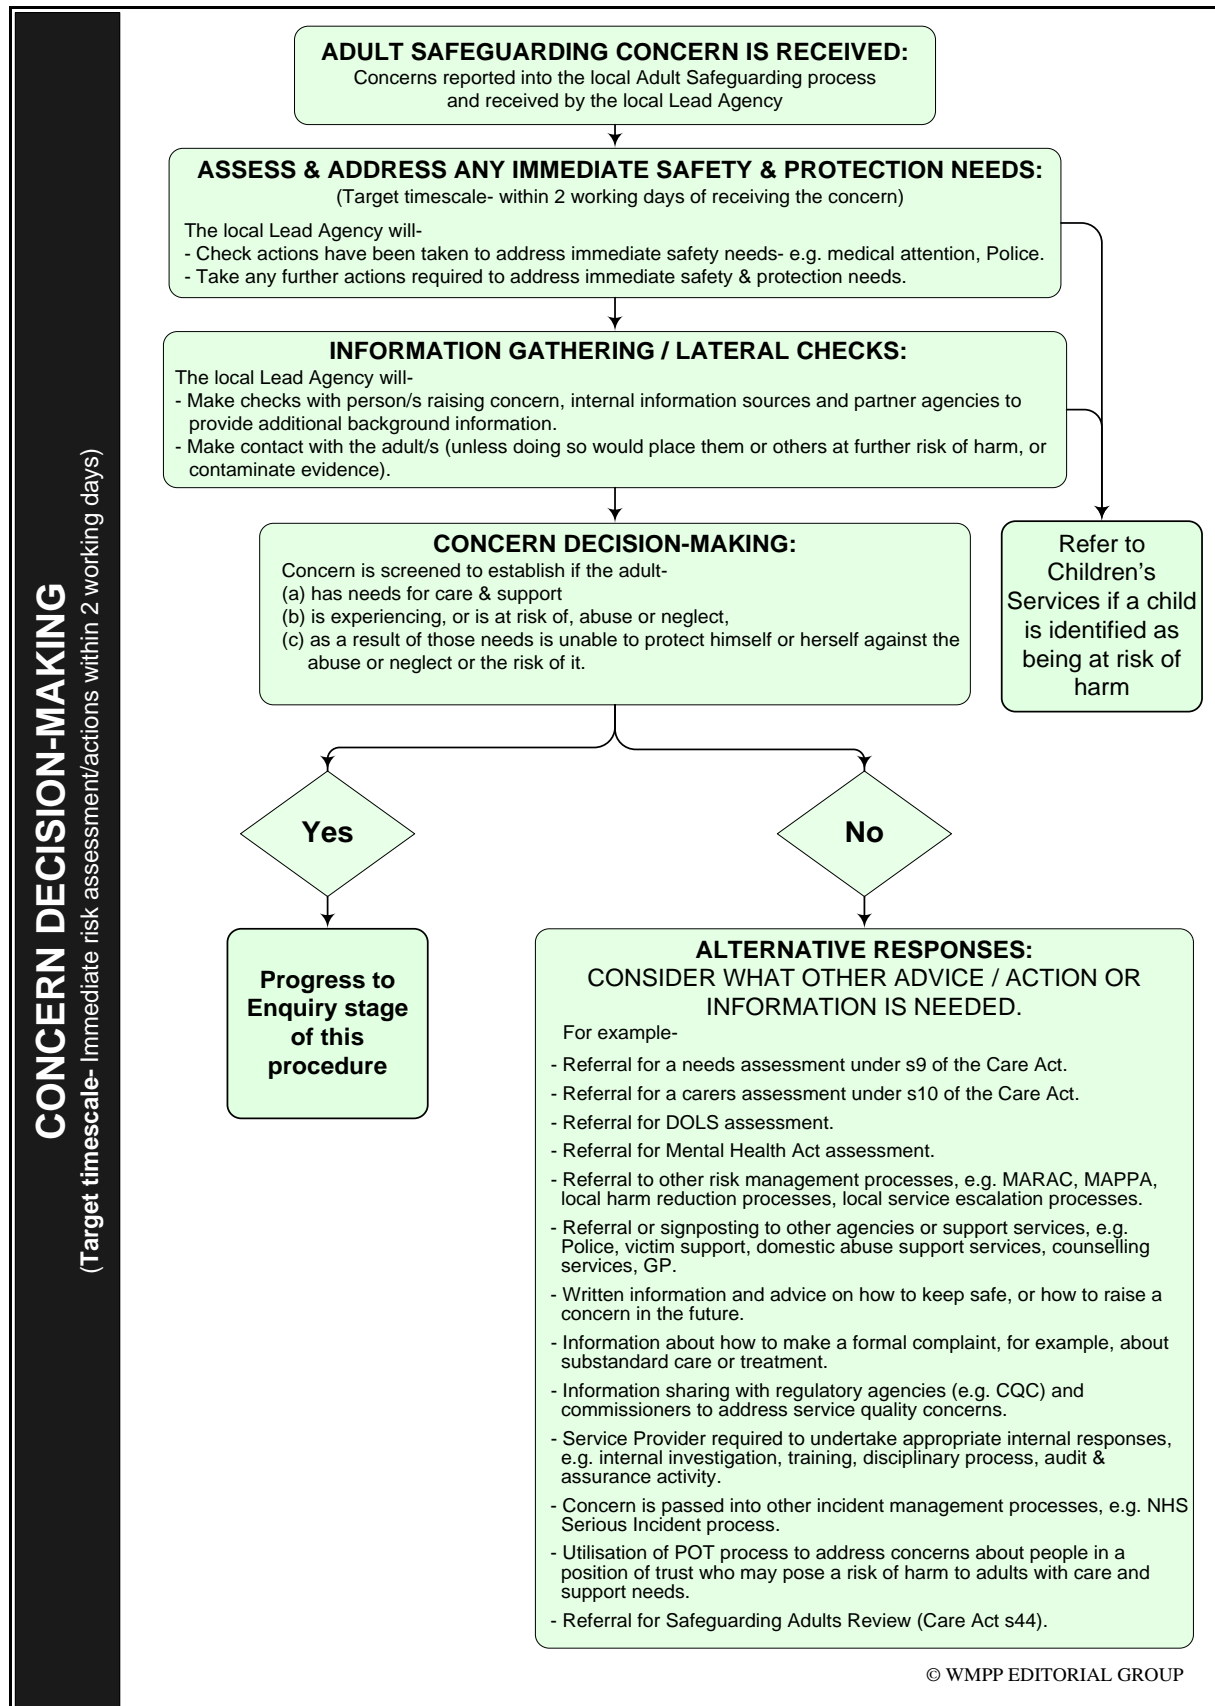 CONCERN DECISION-MAKING
(Target timescale- Immediate risk assessment/actions within 2 working days)
ADULT SAFEGUARDING CONCERN IS RECEIVED:
Concerns reported into the local Adult Safeguarding process
and received by the local Lead Agency
ASSESS & ADDRESS ANY IMMEDIATE SAFETY & PROTECTION NEEDS:
(Target timescale- within 2 working days of receiving the concern)
The local Lead Agency will-
- Check actions have been taken to address immediate safety needs- e.g. medical attention, Police.
- Take any further actions required to address immediate safety & protection needs.
INFORMATION GATHERING / LATERAL CHECKS:
The local Lead Agency will-
- Make checks with person/s raising concern, internal information sources and partner agencies to
provide additional background information.
- Make contact with the adult/s (unless doing so would place them or others at further risk of harm, or
contaminate evidence).
CONCERN DECISION-MAKING:
Concern is screened to establish if the adult-
(a) has needs for care & support
(b) is experiencing, or is at risk of, abuse or neglect,
(c) as a result of those needs is unable to protect himself or herself against the
abuse or neglect or the risk of it.
Refer to
Children's
Services if a child
is identified as
being at risk of
harm
Yes
No
Progress to
Enquiry stage
of this
procedure
ALTERNATIVE RESPONSES:
CONSIDER WHAT OTHER ADVICE / ACTION OR
INFORMATION IS NEEDED.
For example-
- Referral for a needs assessment under s9 of the Care Act.
- Referral for a carers assessment under s10 of the Care Act.
- Referral for DOLS assessment.
- Referral for Mental Health Act assessment.
- Referral to other risk management processes, e.g. MARAC, MAPPA,
local harm reduction processes, local service escalation processes.
- Referral or signposting to other agencies or support services, e.g.
Police, victim support, domestic abuse support services, counselling
services, GP.
- Written information and advice on how to keep safe, or how to raise a
concern in the future.
- Information about how to make a formal complaint, for example, about
substandard care or treatment.
- Information sharing with regulatory agencies (e.g. CQC) and
commissioners to address service quality concerns.
- Service Provider required to undertake appropriate internal responses,
e.g. internal investigation, training, disciplinary process, audit &
assurance activity.
- Concern is passed into other incident management processes, e.g. NHS
Serious Incident process.
- Utilisation of POT process to address concerns about people in a
position of trust who may pose a risk of harm to adults with care and
support needs.
- Referral for Safeguarding Adults Review (Care Act s44).
© WMPP EDITORIAL GROUP